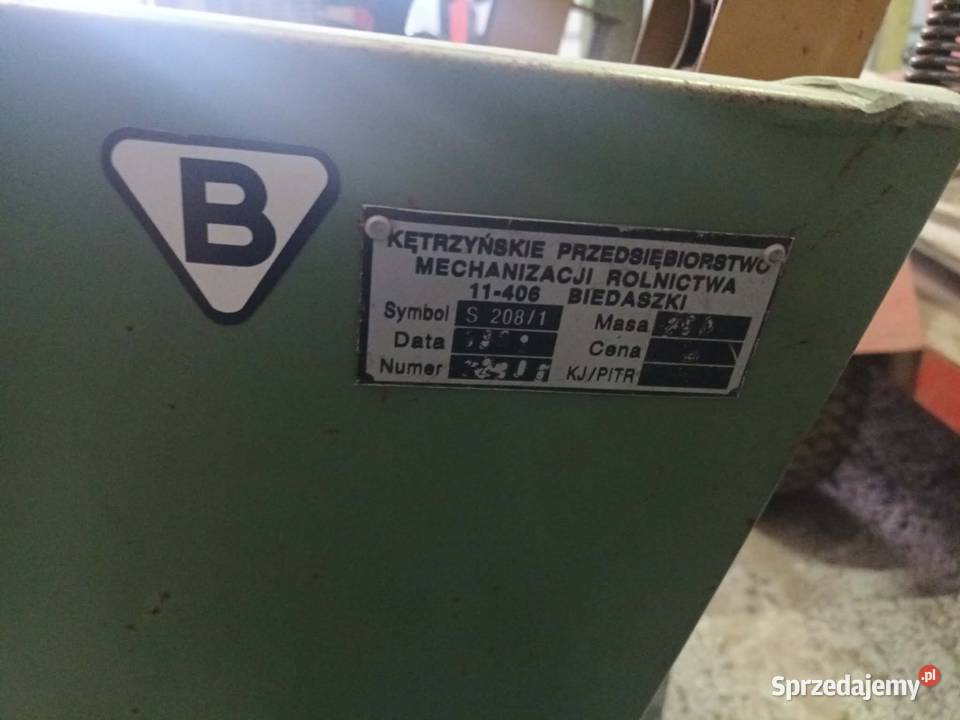 B
KĘTRZYŃSKIE PRZEDSIĘBIORSTWO
MECHANIZACJI ROLNICTWA
11-406 BIEDASZKI
Symbol S 208/1 Masa
Data Cena
Numer KJ/PITR
Sprzedajemy.pl